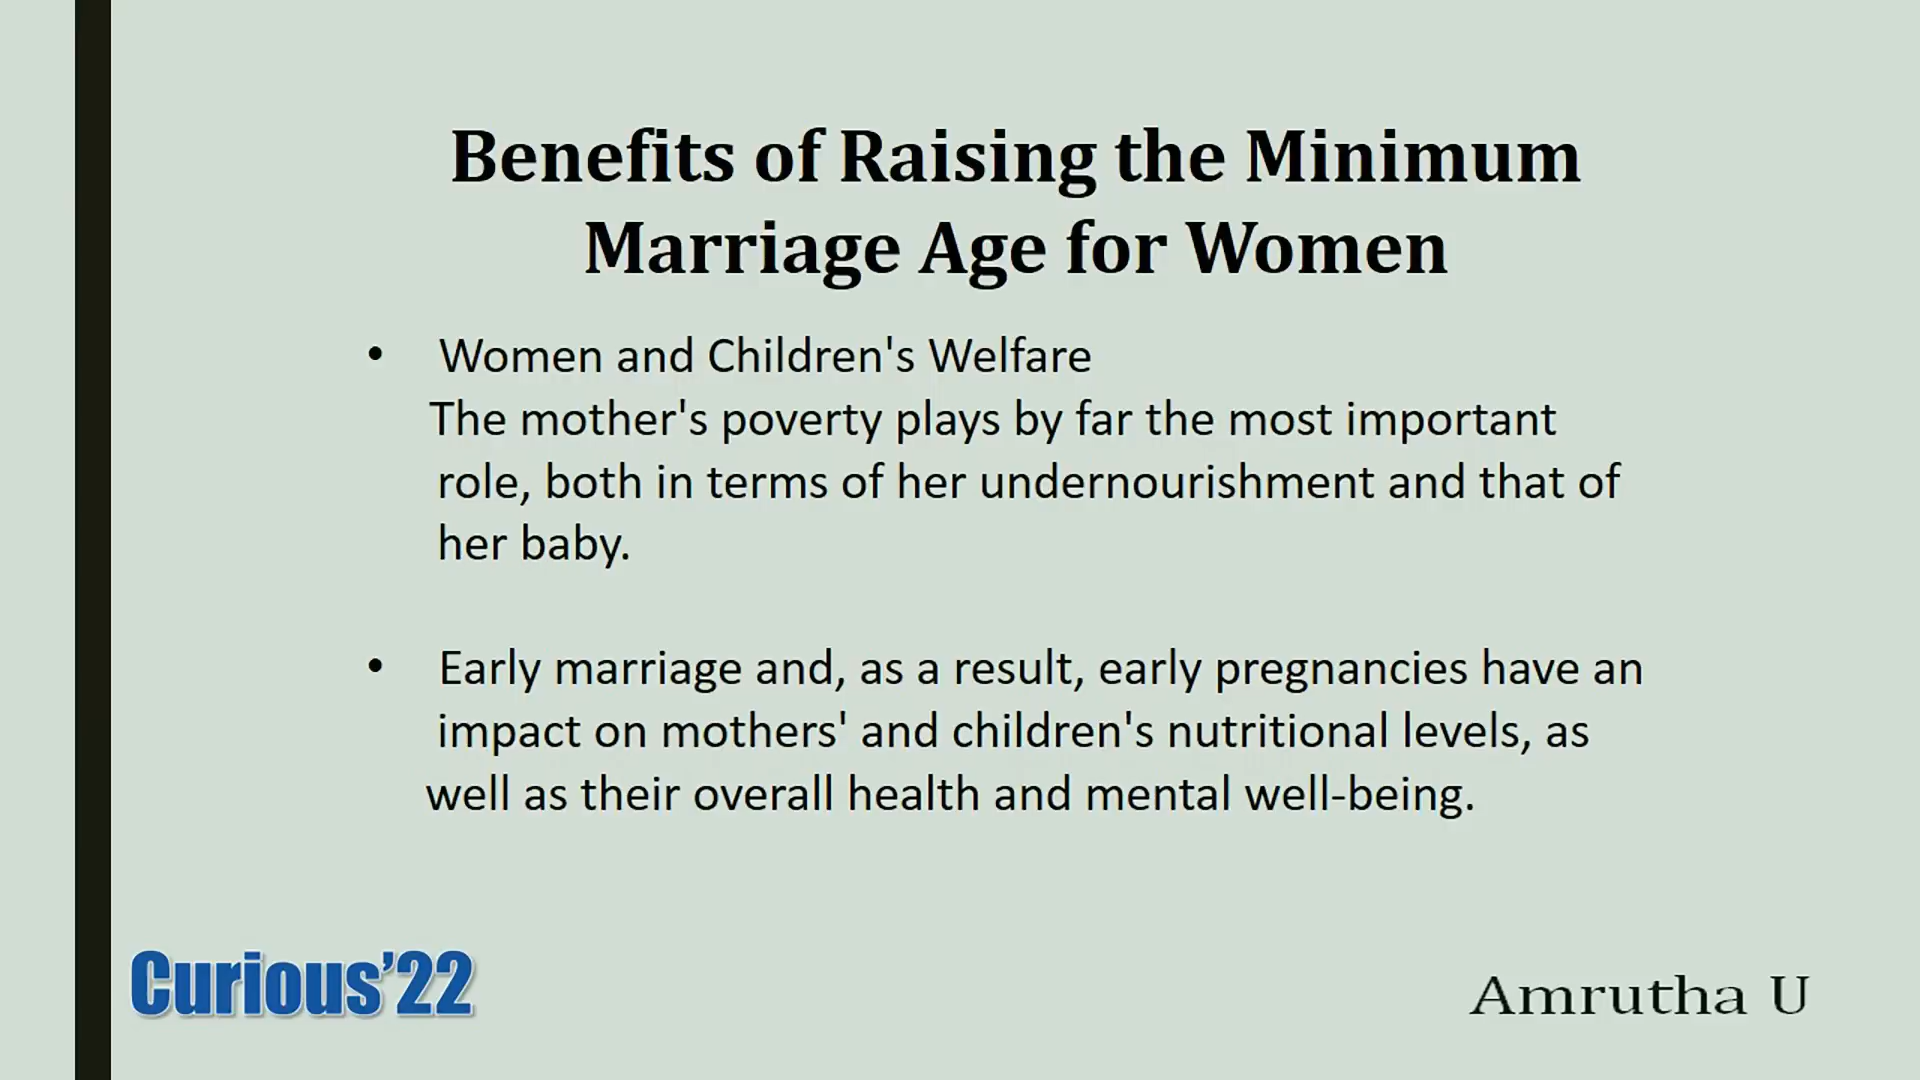 Benefits of Raising the Minimum
Marriage Age for Women
• Women and Children's Welfare
The mother's poverty plays by far the most important
role, both in terms of her undernourishment and that of
her baby.
• Early marriage and, as a result, early pregnancies have an
impact on mothers' and children's nutritional levels, as
well as their overall health and mental well-being.
Curious’22
Amrutha U